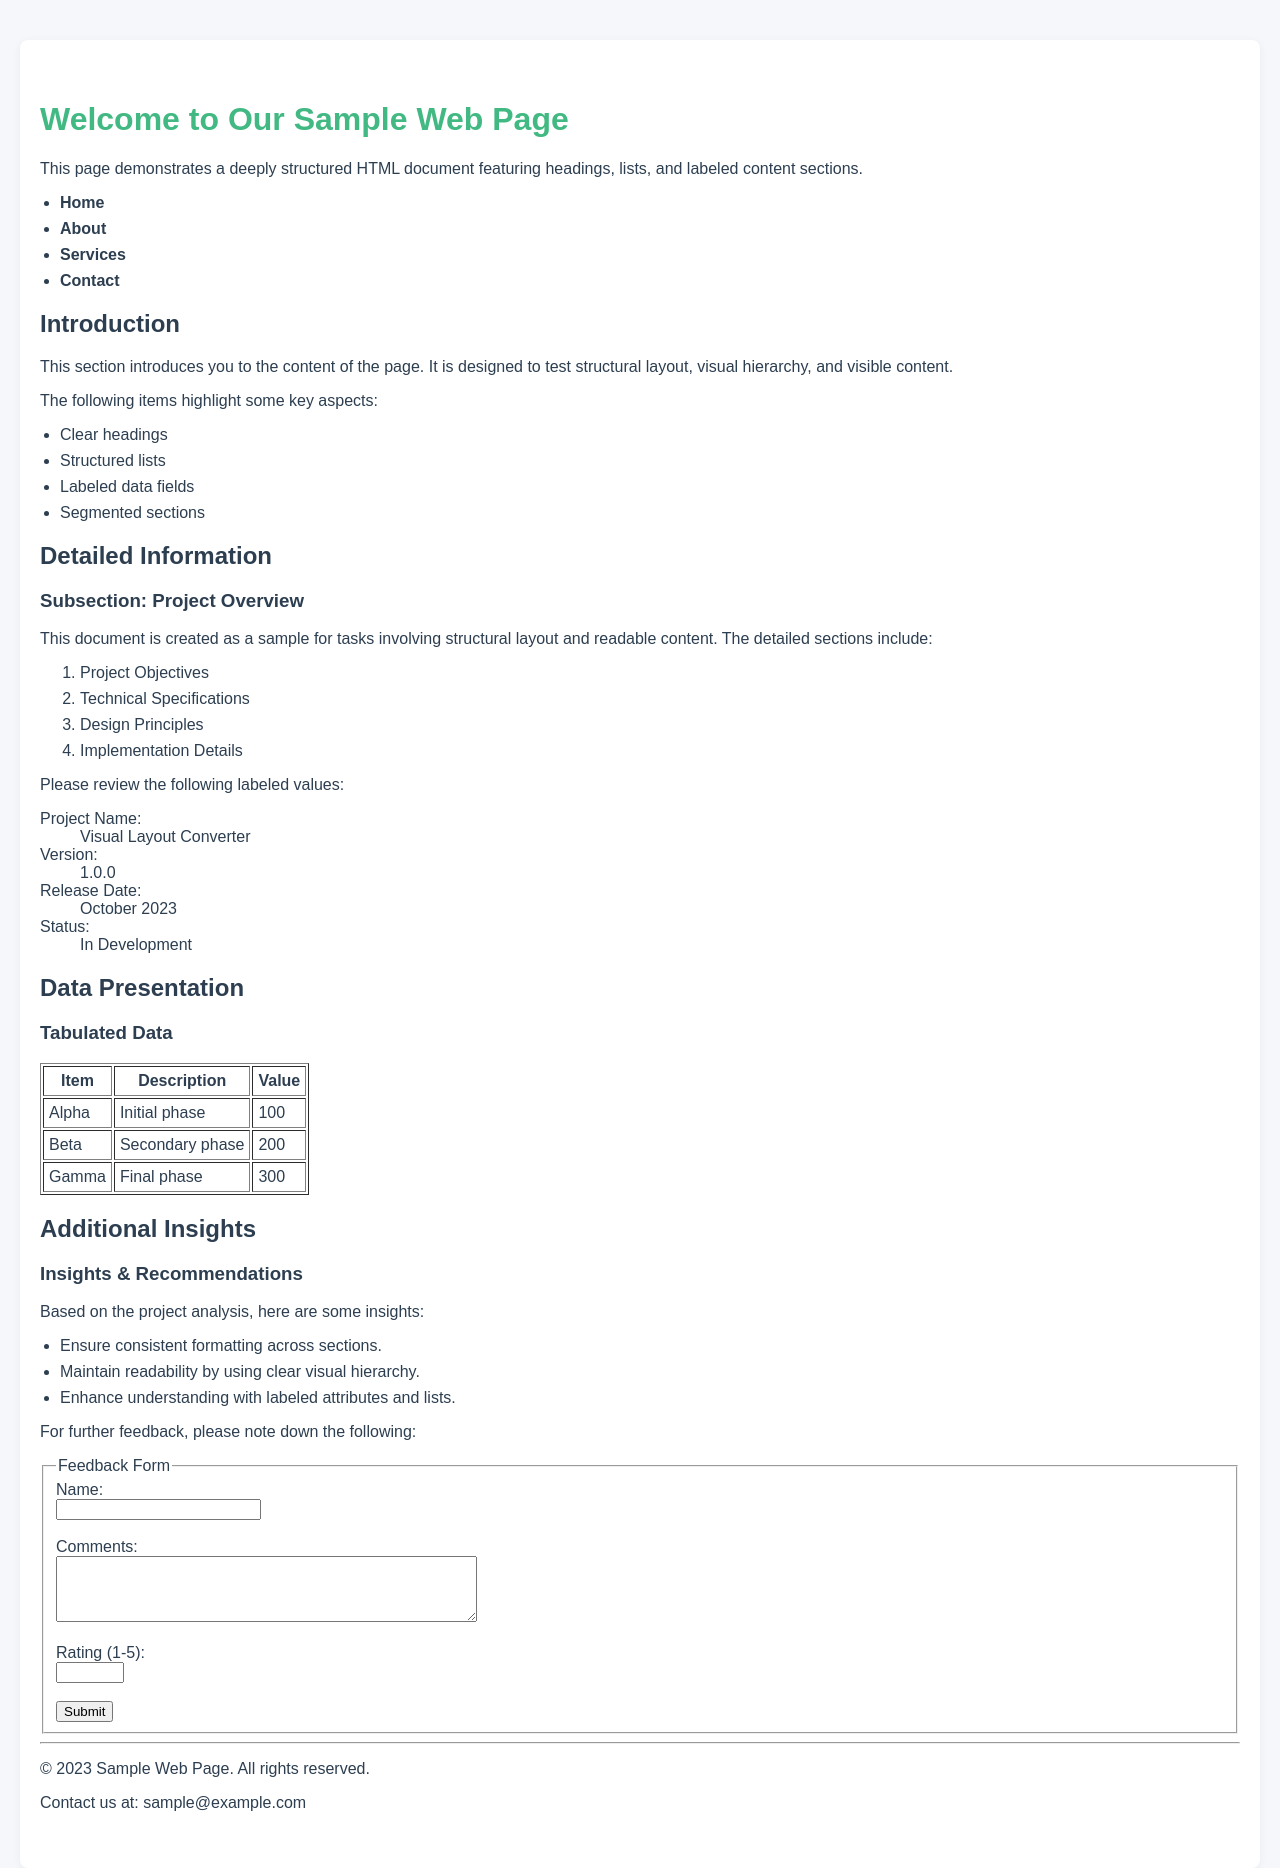 Welcome to Our Sample Web Page
This page demonstrates a deeply structured HTML document featuring headings, lists, and labeled content sections.
Home
About
Services
Contact
Introduction
This section introduces you to the content of the page. It is designed to test structural layout, visual hierarchy, and visible content.
The following items highlight some key aspects:
Clear headings
Structured lists
Labeled data fields
Segmented sections
Detailed Information
Subsection: Project Overview
This document is created as a sample for tasks involving structural layout and readable content. The detailed sections include:
1. Project Objectives
2. Technical Specifications
3. Design Principles
4. Implementation Details
Please review the following labeled values:
Project Name:
Visual Layout Converter
Version:
1.0.0
Release Date:
October 2023
Status:
In Development
Data Presentation
Tabulated Data
Item Description Value
Alpha Initial phase 100
Beta Secondary phase 200
Gamma Final phase 300
Additional Insights
Insights & Recommendations
Based on the project analysis, here are some insights:
Ensure consistent formatting across sections.
Maintain readability by using clear visual hierarchy.
Enhance understanding with labeled attributes and lists.
For further feedback, please note down the following:
Feedback Form
Name:
Comments:
Rating (1-5):
Submit
© 2023 Sample Web Page. All rights reserved.
Contact us at: sample@example.com